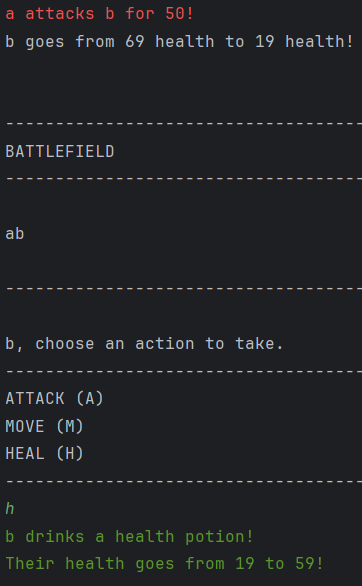 a attacks b for 50!
b goes from 69 health to 19 health!
------------------------------------
BATTLEFIELD
------------------------------------
ab
------------------------------------
b, choose an action to take.
------------------------------------
ATTACK (A)
MOVE (M)
HEAL (H)
------------------------------------
h
b drinks a health potion!
Their health goes from 19 to 59!